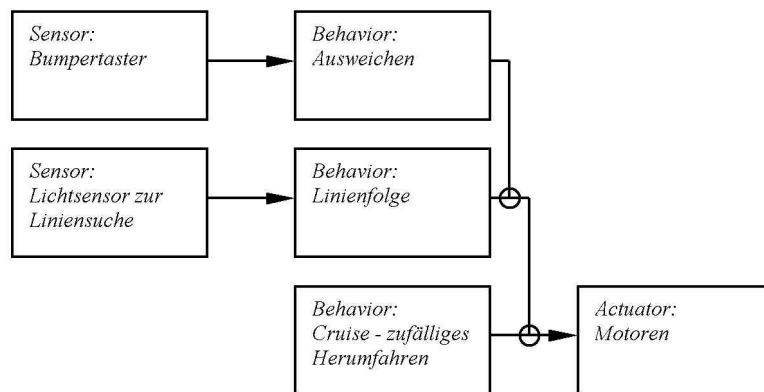 Sensor:
Bumpertaster
Behavior:
Ausweichen
Sensor:
Lichtsensor zur
Liniensuche
Behavior:
Linienfolge
Behavior:
Cruise - zufälliges
Herumfahren
Actuator:
Motoren